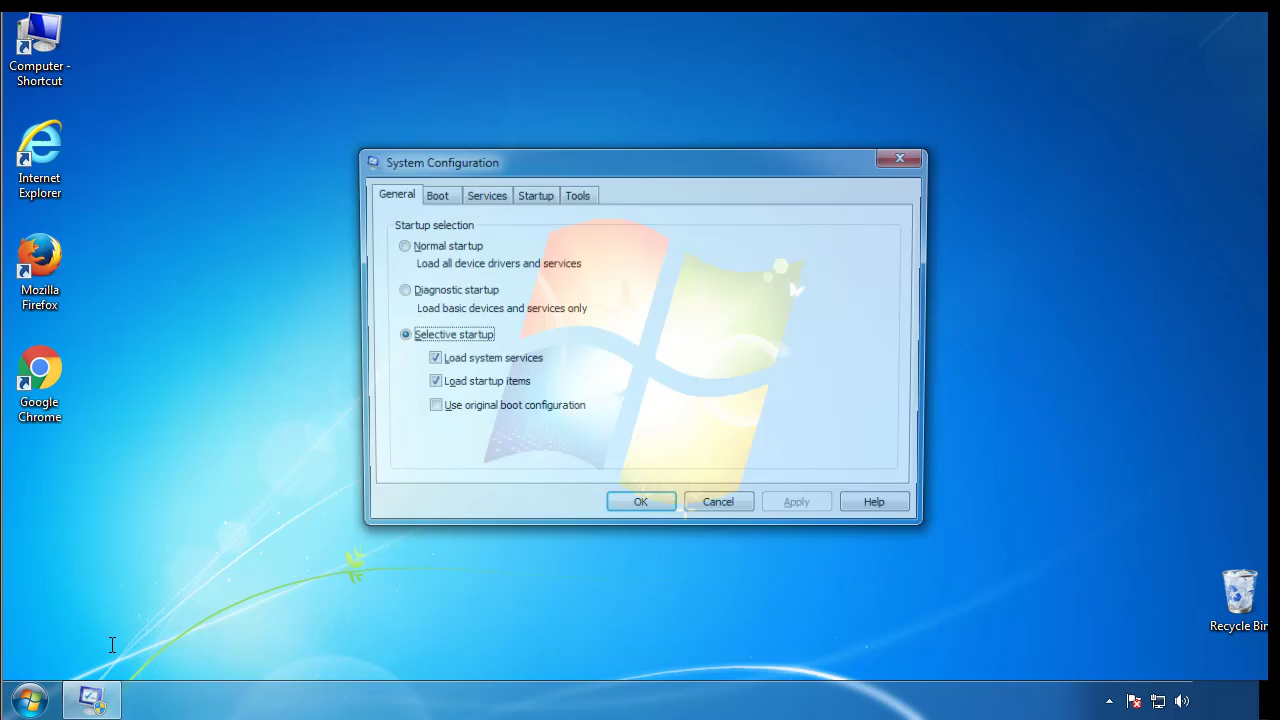 Computer -
Shortcut
Internet
Explorer
Mozilla
Firefox
Google
Chrome
System Configuration
General
Boot
Services
Startup
Tools
Startup selection
Normal startup
Load all device drivers and services
Diagnostic startup
Load basic devices and services only
Selective startup
Load system services
Load startup items
Use original boot configuration
OK
Cancel
Apply
Help
Recycle Bin